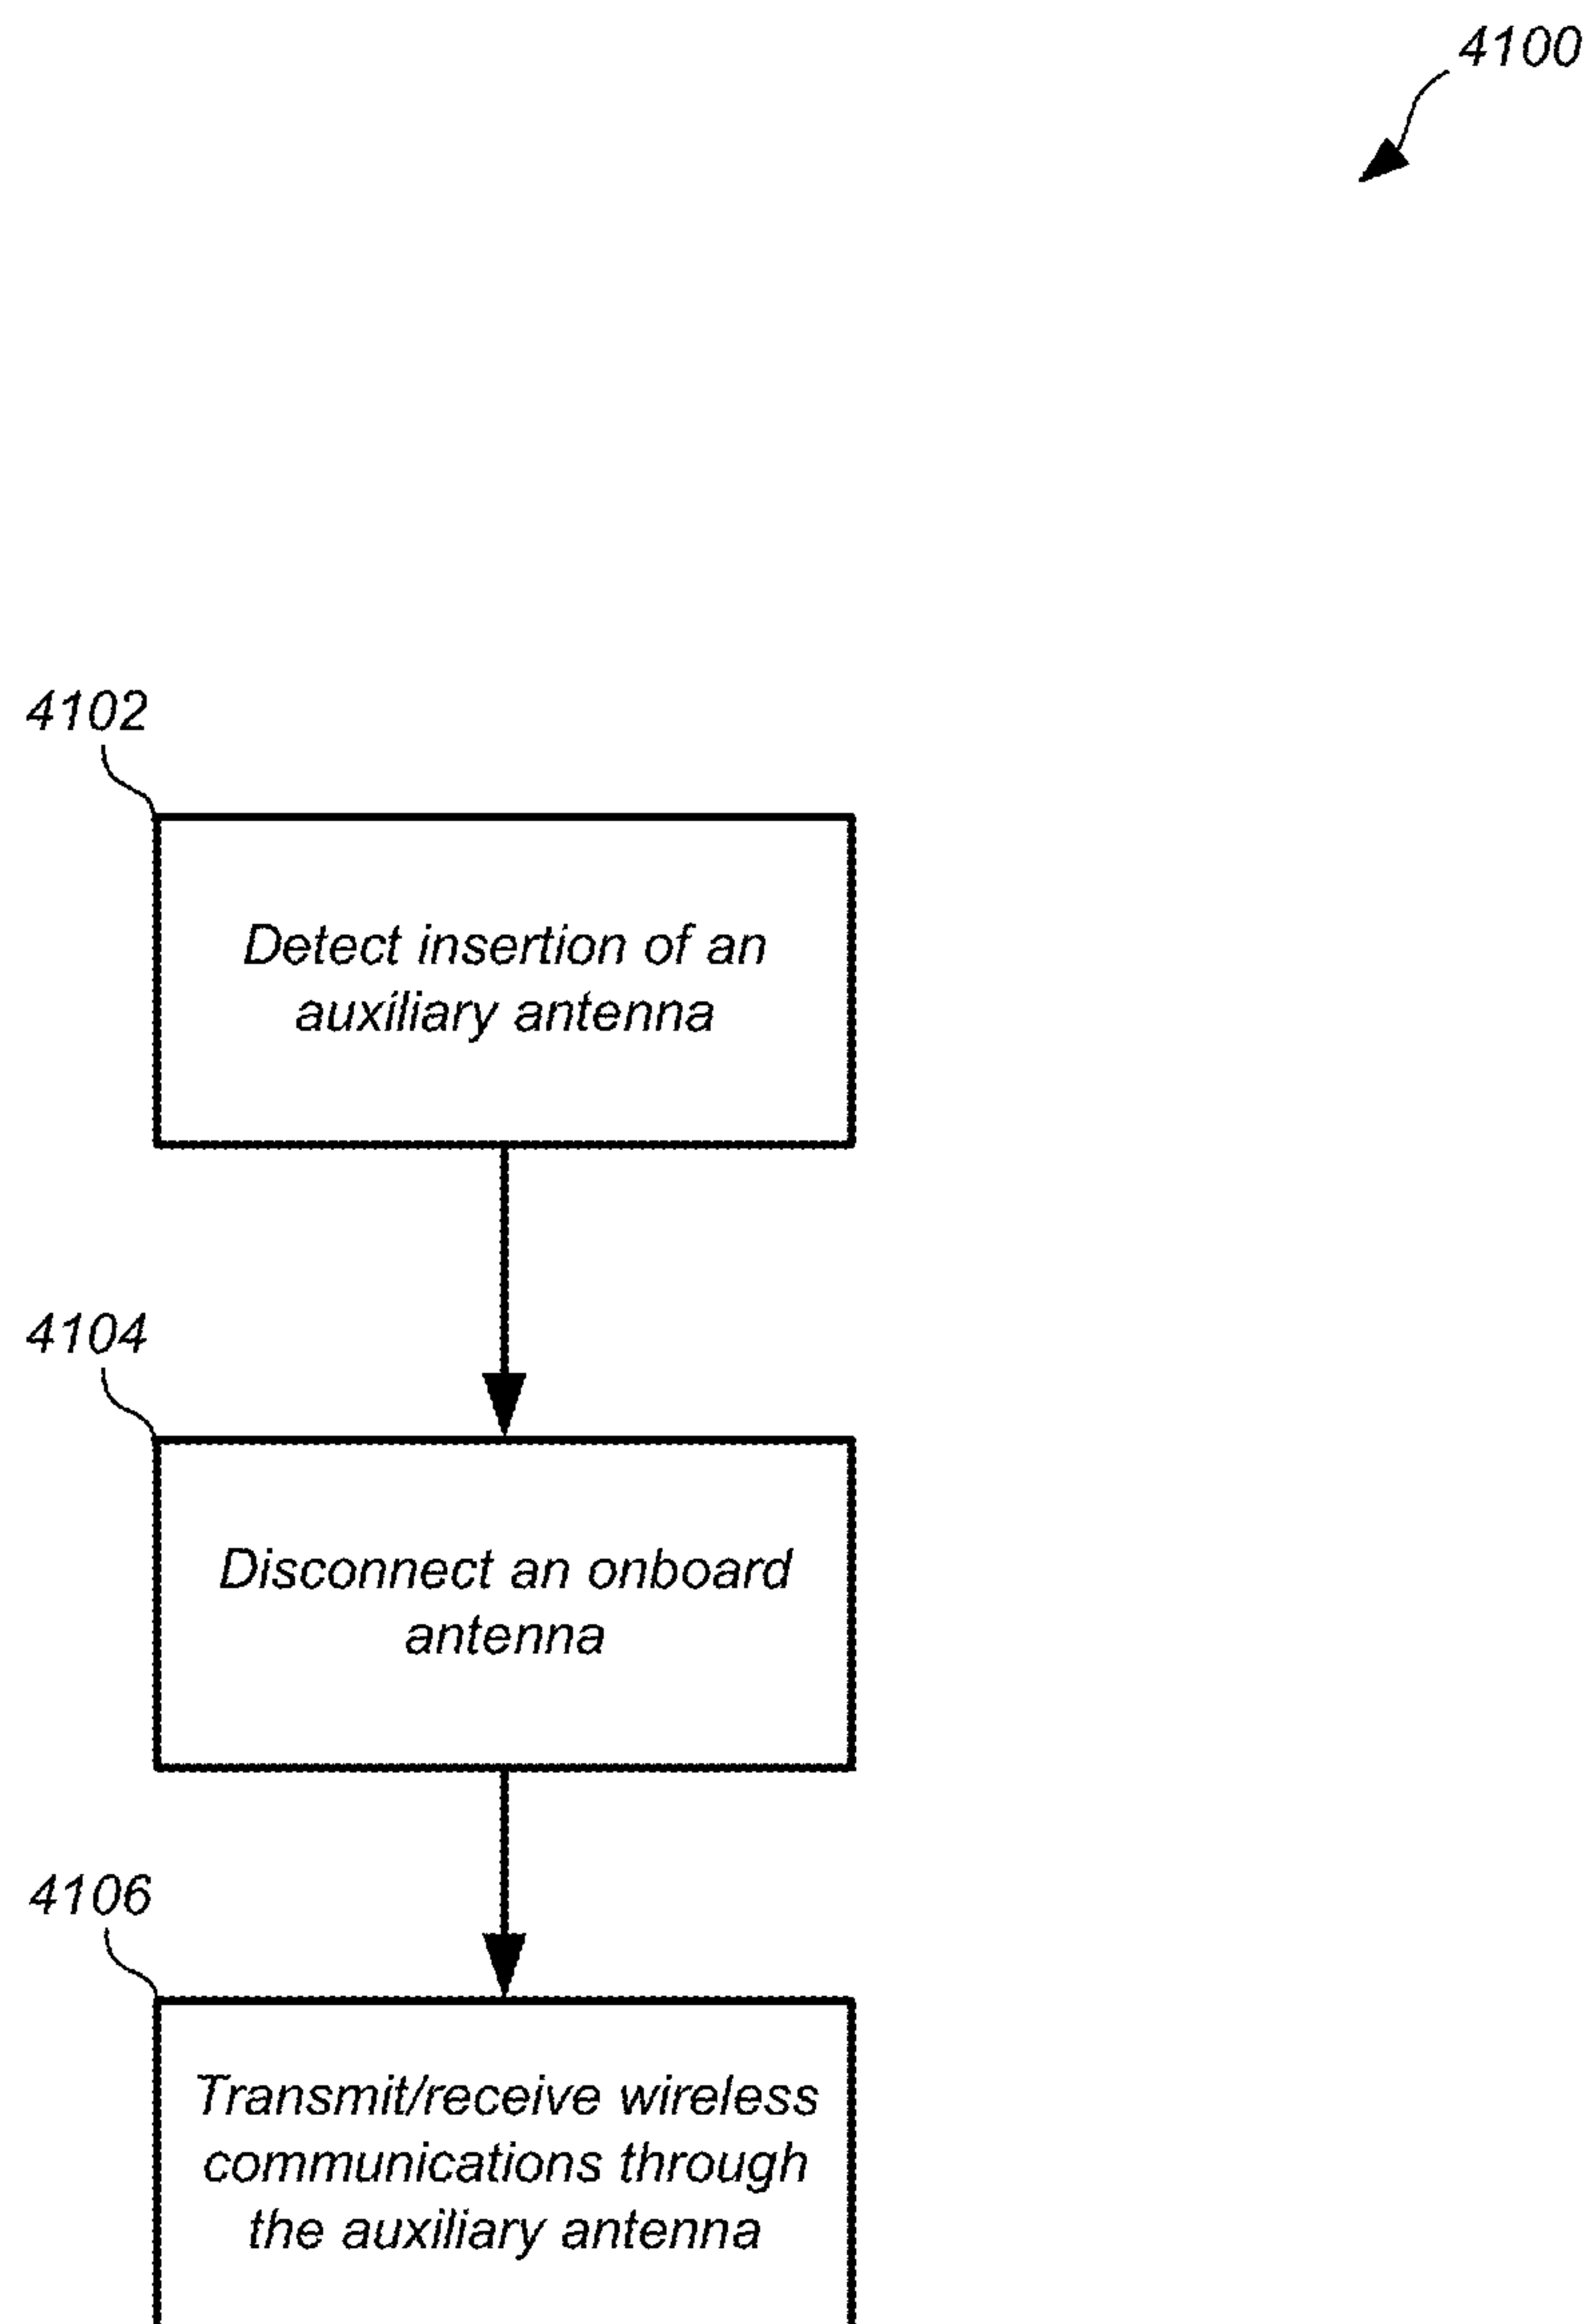 4100
4102
Detect insertion of an
auxiliary antenna
4104
Disconnect an onboard
antenna
4106
Transmit/receive wireless
communications through
the auxiliary antenna